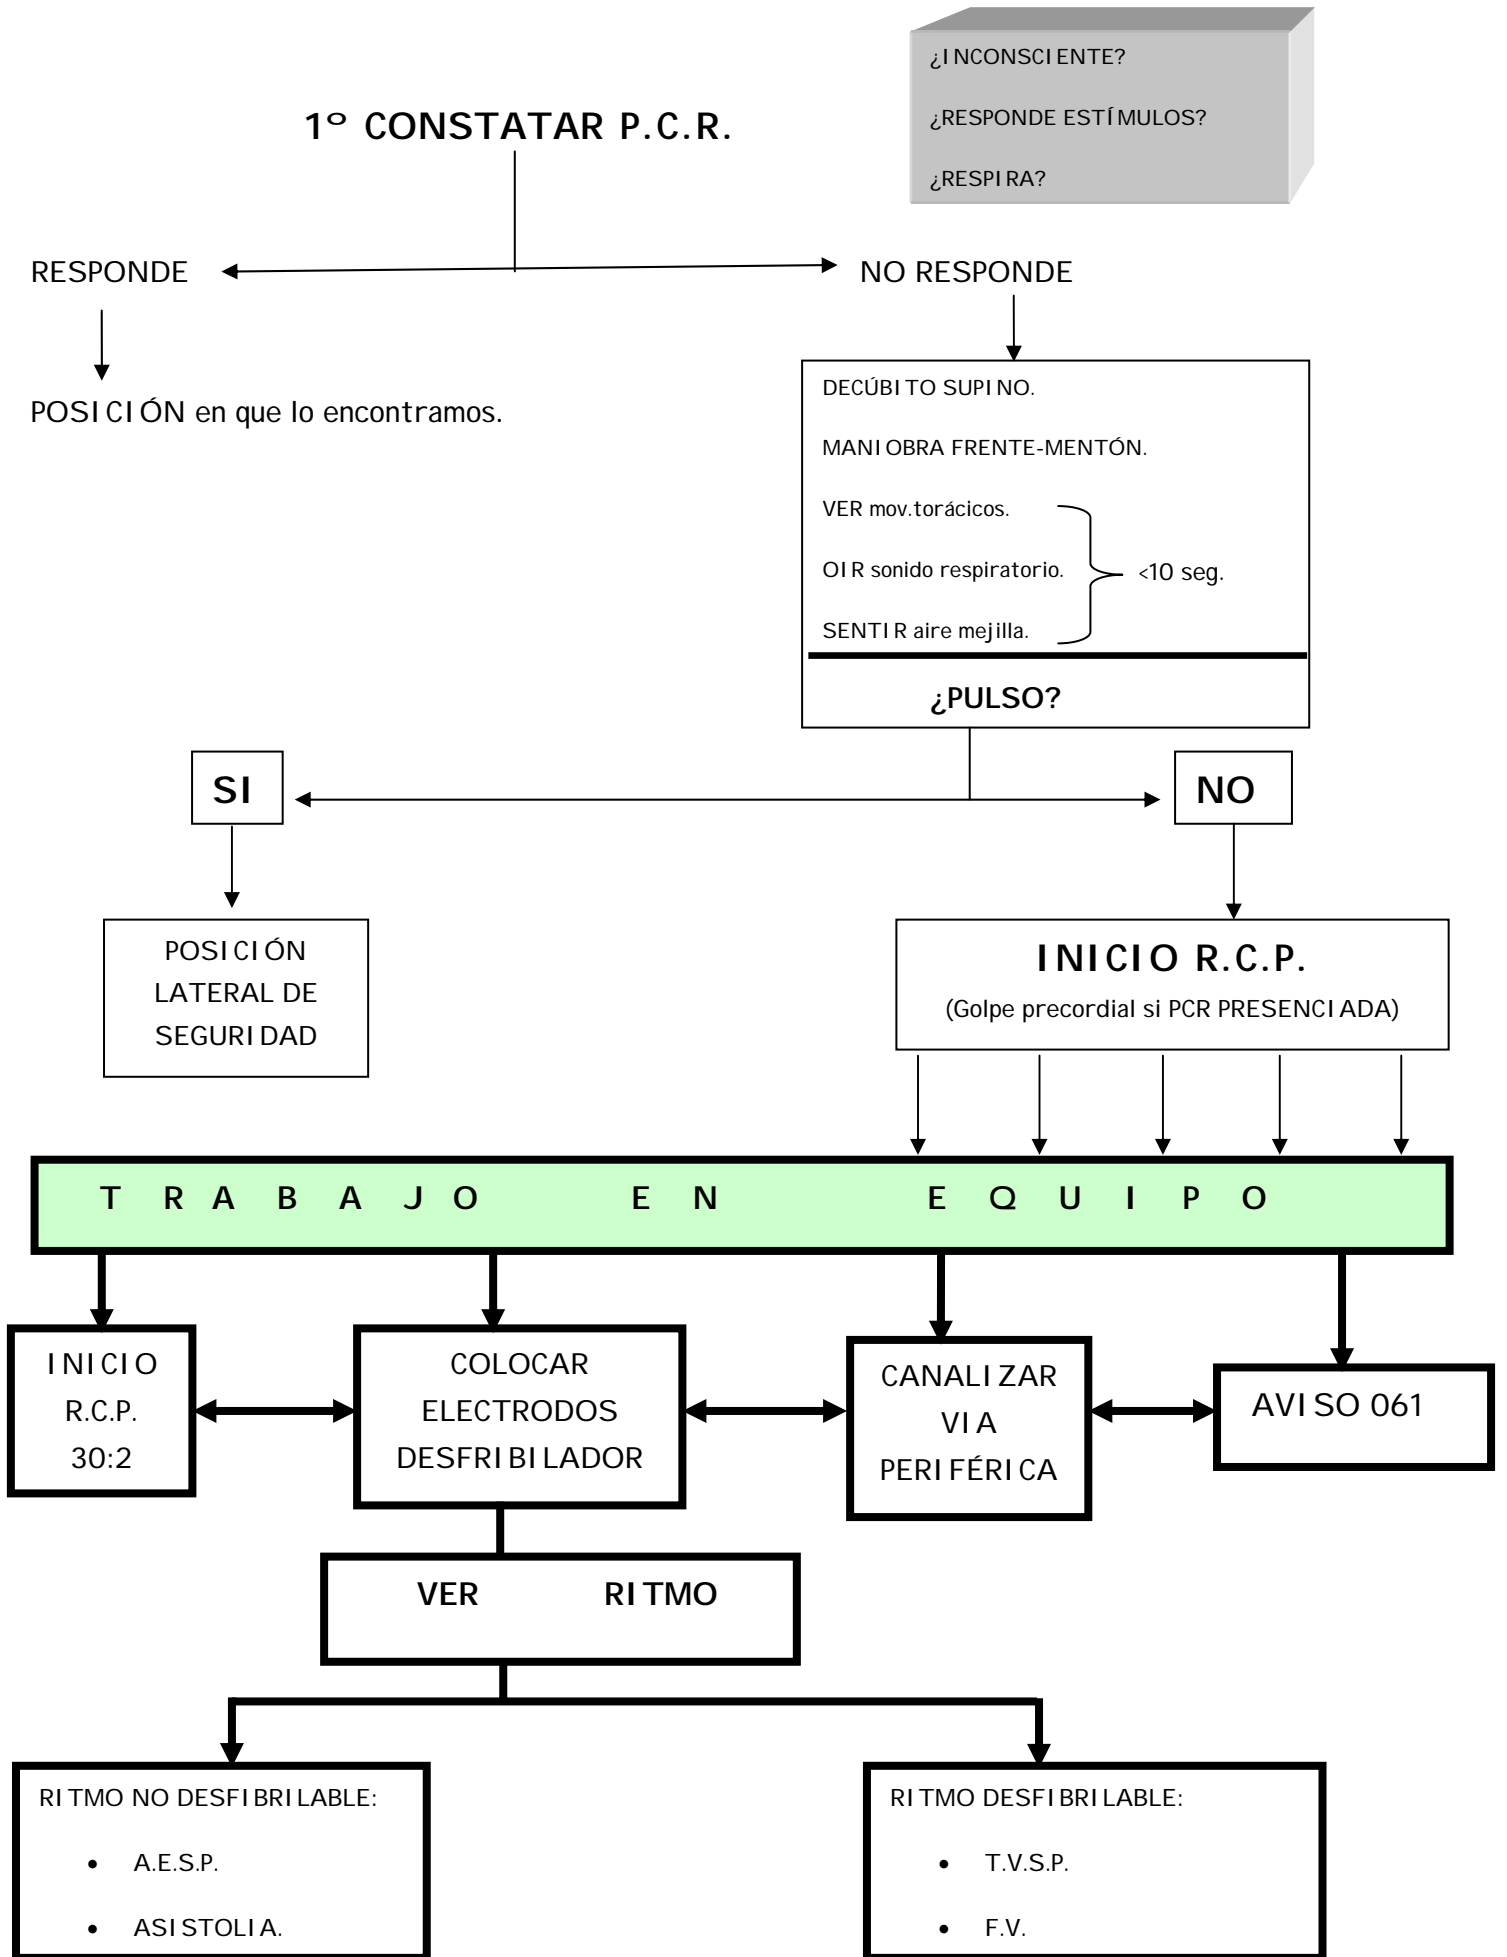 ¿INCONSCIENTE?
¿RESPONDE ESTÍMULOS?
¿RESPIRA?
1º CONSTATAR P.C.R.
RESPONDE
NO RESPONDE
POSICIÓN en que lo encontramos.
DECÚBITO SUPINO.
MANIOBRA FRENTE-MENTÓN.
VER mov.torácicos.
OIR sonido respiratorio.
<10 seg.
SENTIR aire mejilla.
¿PULSO?
SI
NO
POSICIÓN
LATERAL DE
SEGURIDAD
INICIO R.C.P.
(Golpe precordial si PCR PRESENCIADA)
T R A B A J O E N E Q U I P O
INICIO
R.C.P.
30:2
COLOCAR
ELECTRODOS
DESFRIBILADOR
CANALIZAR
VIA
PERIFÉRICA
AVISO 061
VER RITMO
RITMO NO DESFIBRILABLE:
• A.E.S.P.
• ASISTOLIA.
RITMO DESFIBRILABLE:
• T.V.S.P.
• F.V.